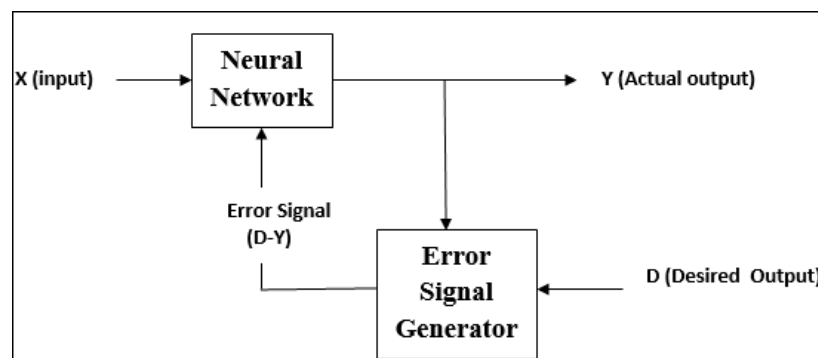 X (input)
Neural
Network
Y (Actual output)
Error Signal
(D-Y)
Error
Signal
Generator
D (Desired Output)